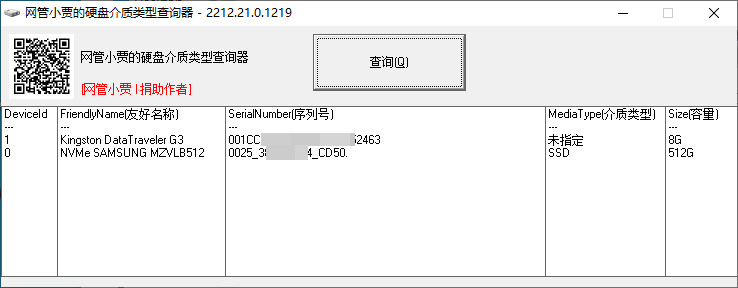 网管小贾的硬盘介质类型查询器 - 2212.21.0.1219
网管小贾的硬盘介质类型查询器
[网管小贾 | 捐助作者]
查询(Q)
DeviceId FriendlyName(友好名称) SerialNumber(序列号) MediaType(介质类型) Size(容量)
--- --- --- --- ---
1 Kingston DataTraveler G3 001CC 52463 未指定 8G
0 NVMe SAMSUNG MZVLB512 0025_38 4_CD50. SSD 512G